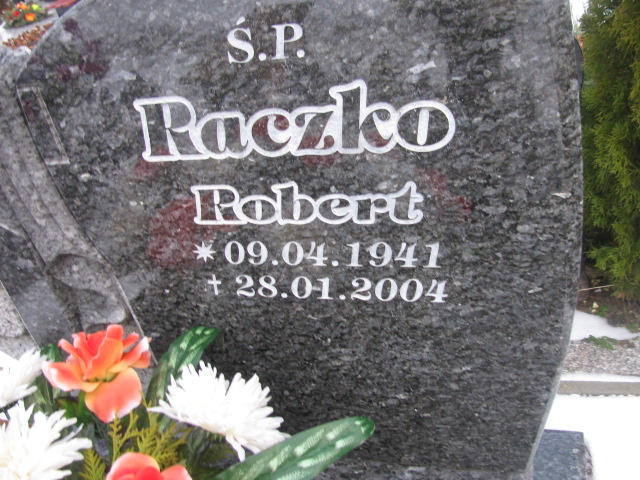 Ś.P.
Raczko
Robert
* 09.04.1941
† 28.01.2004